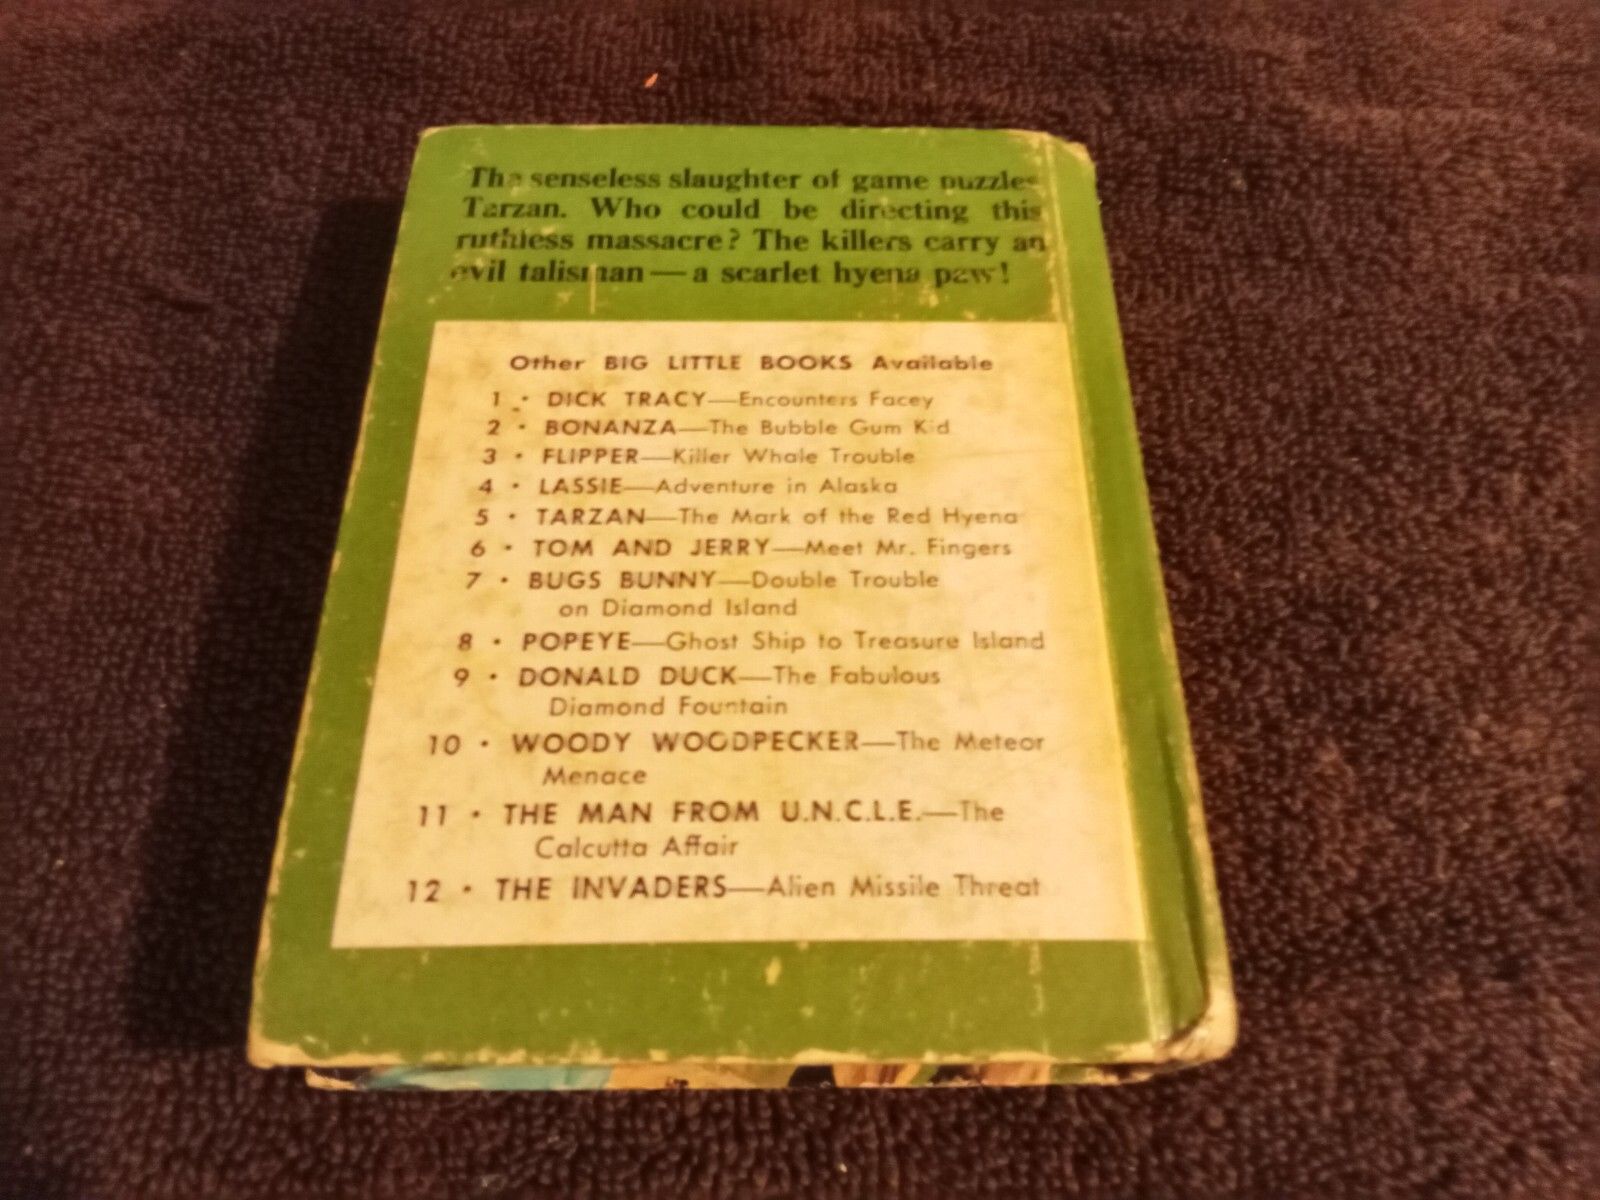 The senseless slaughter of game puzzles
Tarzan. Who could be directing this
ruthless massacre? The killers carry an
evil talisman — a scarlet hyena paw!
Other BIG LITTLE BOOKS Available
1 • DICK TRACY—Encounters Facey
2 • BONANZA—The Bubble Gum Kid
3 • FLIPPER—Killer Whale Trouble
4 • LASSIE—Adventure in Alaska
5 • TARZAN—The Mark of the Red Hyena
6 • TOM AND JERRY—Meet Mr. Fingers
7 • BUGS BUNNY—Double Trouble
on Diamond Island
8 • POPEYE—Ghost Ship to Treasure Island
9 • DONALD DUCK—The Fabulous
Diamond Fountain
10 • WOODY WOODPECKER—The Meteor
Menace
11 • THE MAN FROM U.N.C.L.E.—The
Calcutta Affair
12 • THE INVADERS—Alien Missile Threat